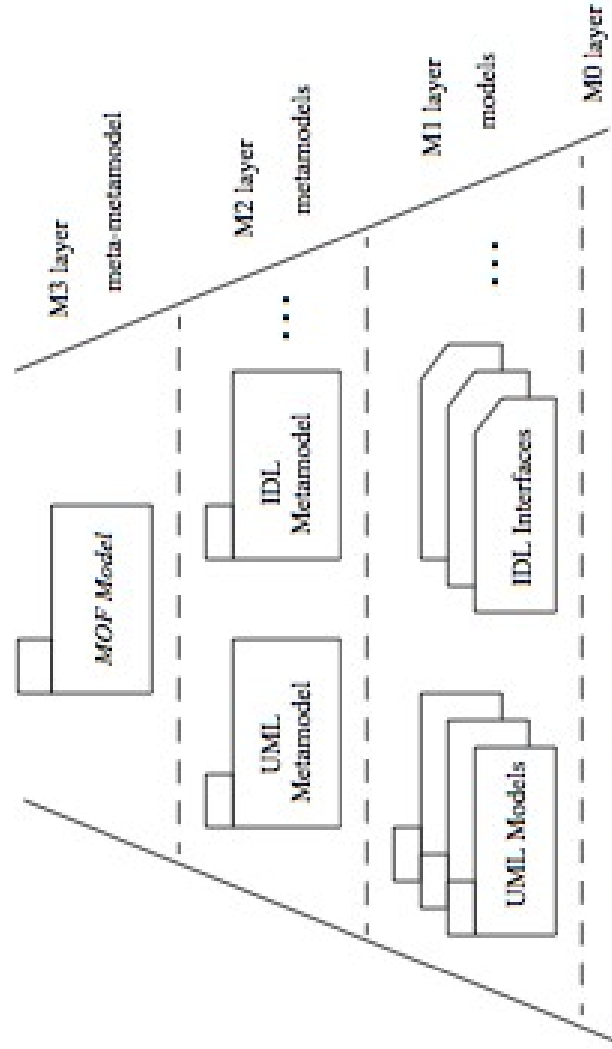 M3 layer
meta-metamodel
MOF Model
M2 layer
metamodels
UML
Metamodel
IDL
Metamodel
...
M1 layer
models
UML Models
IDL Interfaces
...
M0 layer